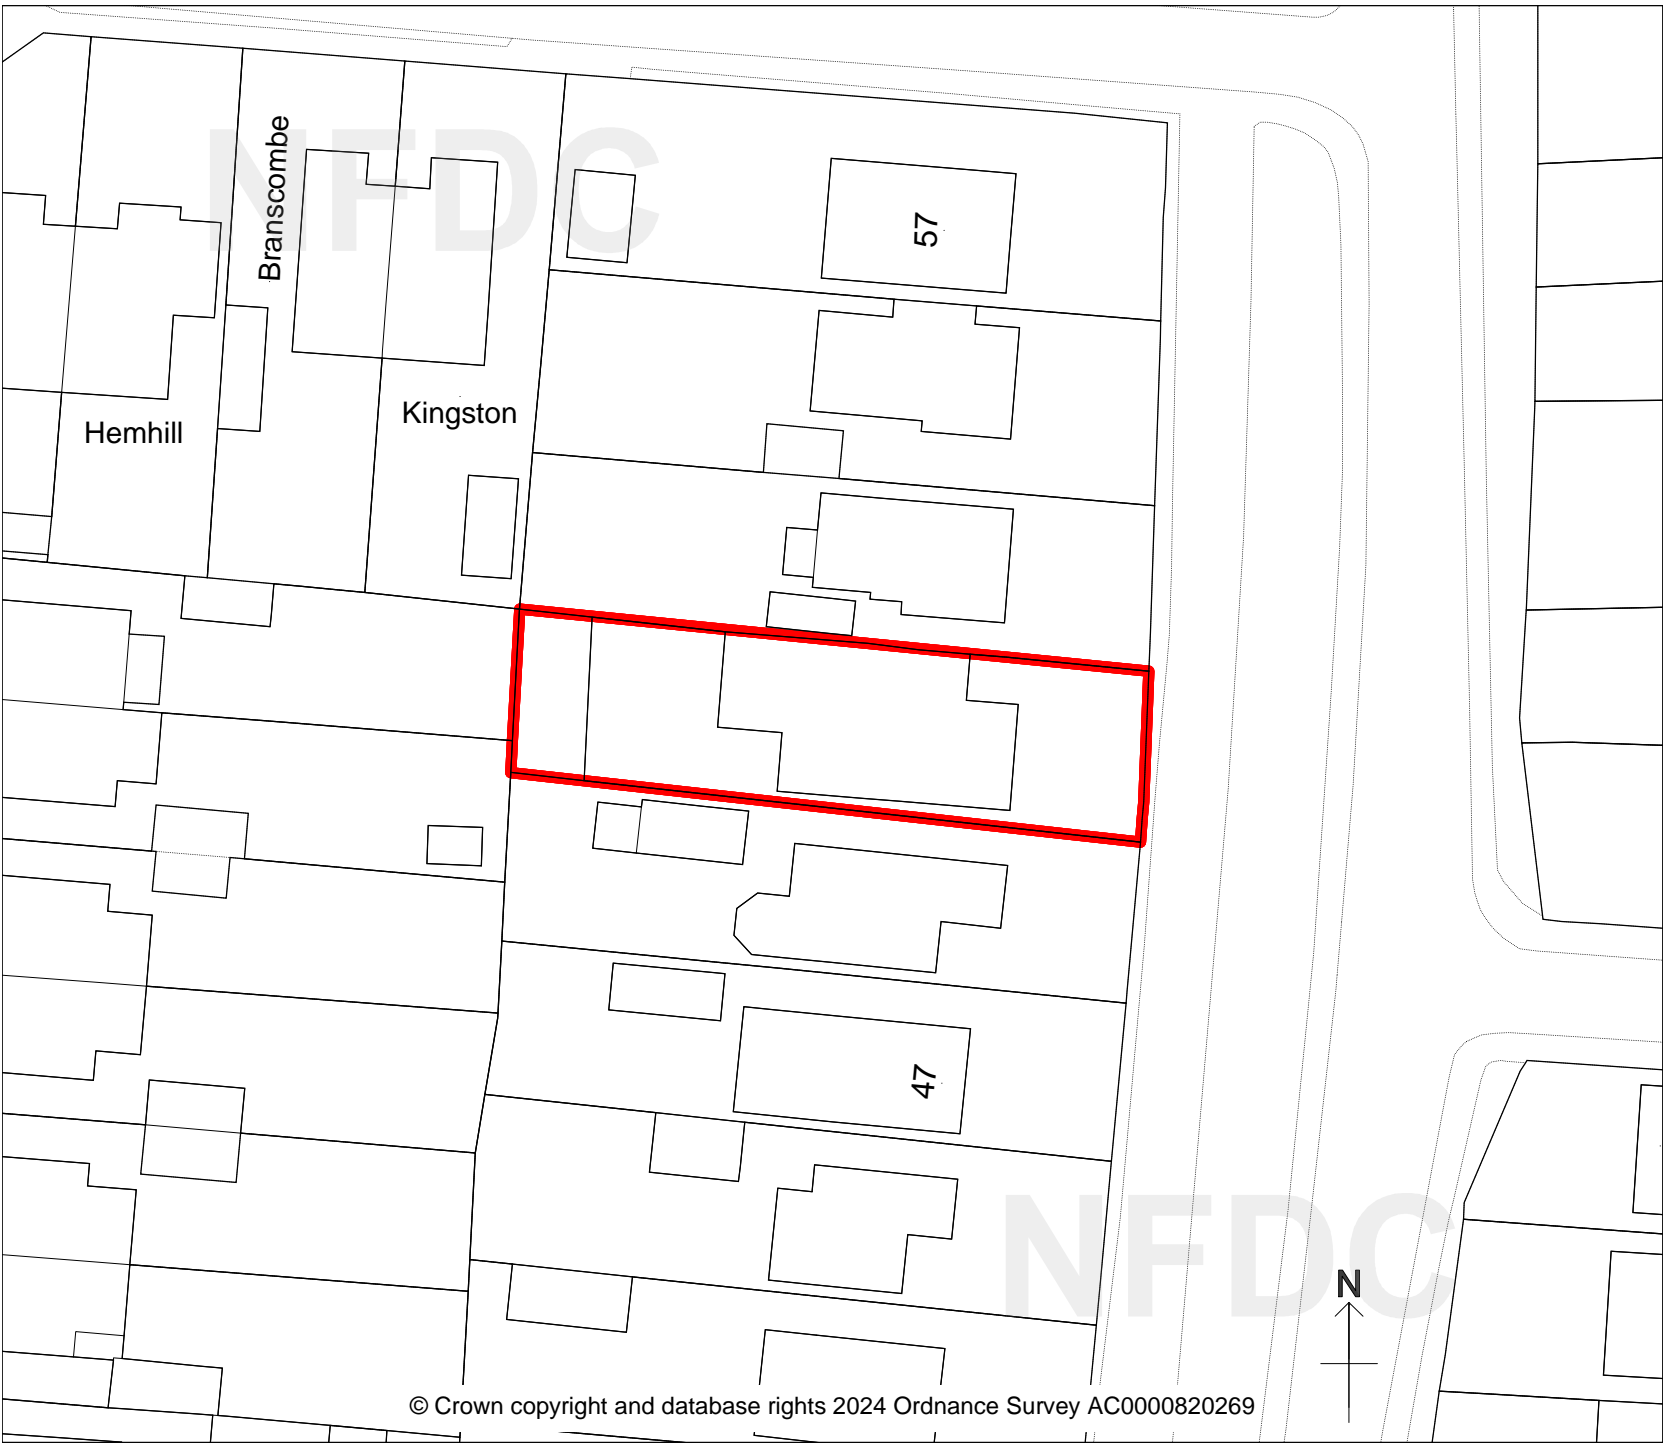 NFDC
Branscombe
57
Kingston
Hemhill
47
NFDC
N
© Crown copyright and database rights 2024 Ordnance Survey AC0000820269